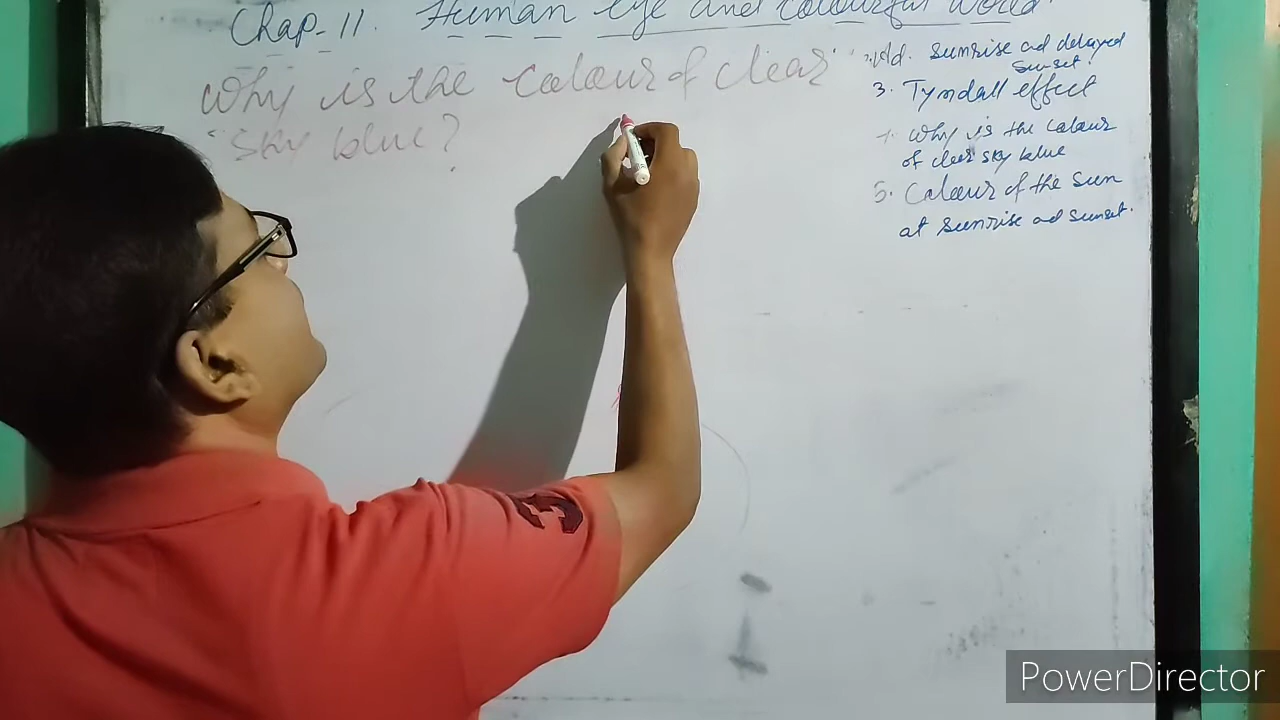 Chap-11. Human eye and colourful world.
Why is the colour of clear
sky blue?
sunrise and delayed
sunset.
3. Tyndall effect
Why is the colour
of clear sky blue
5. Colour of the sun
at sunrise ad sunset.
PowerDirector